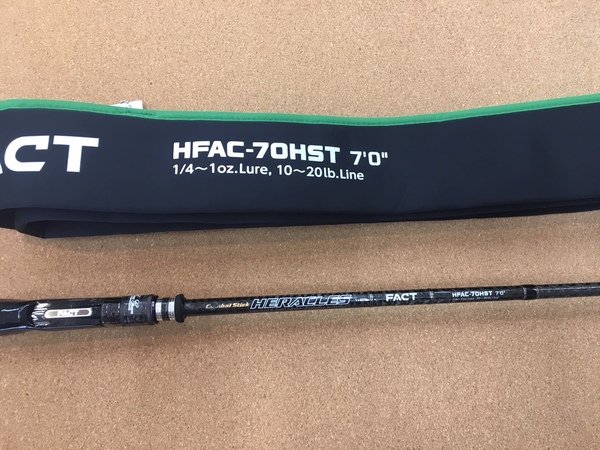 ACT
HFAC-70HST 7'0"
1/4～1oz.Lure, 10～20lb.Line
Combat Stick HERACLES FACT HFAC-70HST 7'0"
FACT